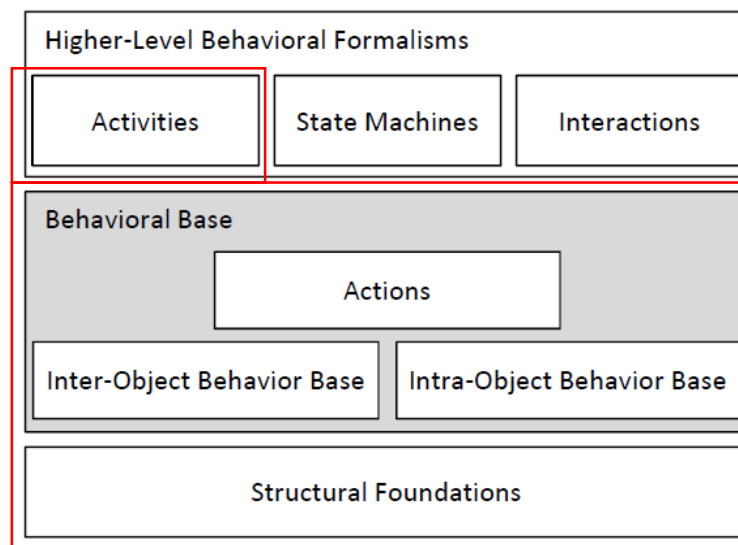 Higher-Level Behavioral Formalisms
Activities
State Machines
Interactions
Behavioral Base
Actions
Inter-Object Behavior Base
Intra-Object Behavior Base
Structural Foundations